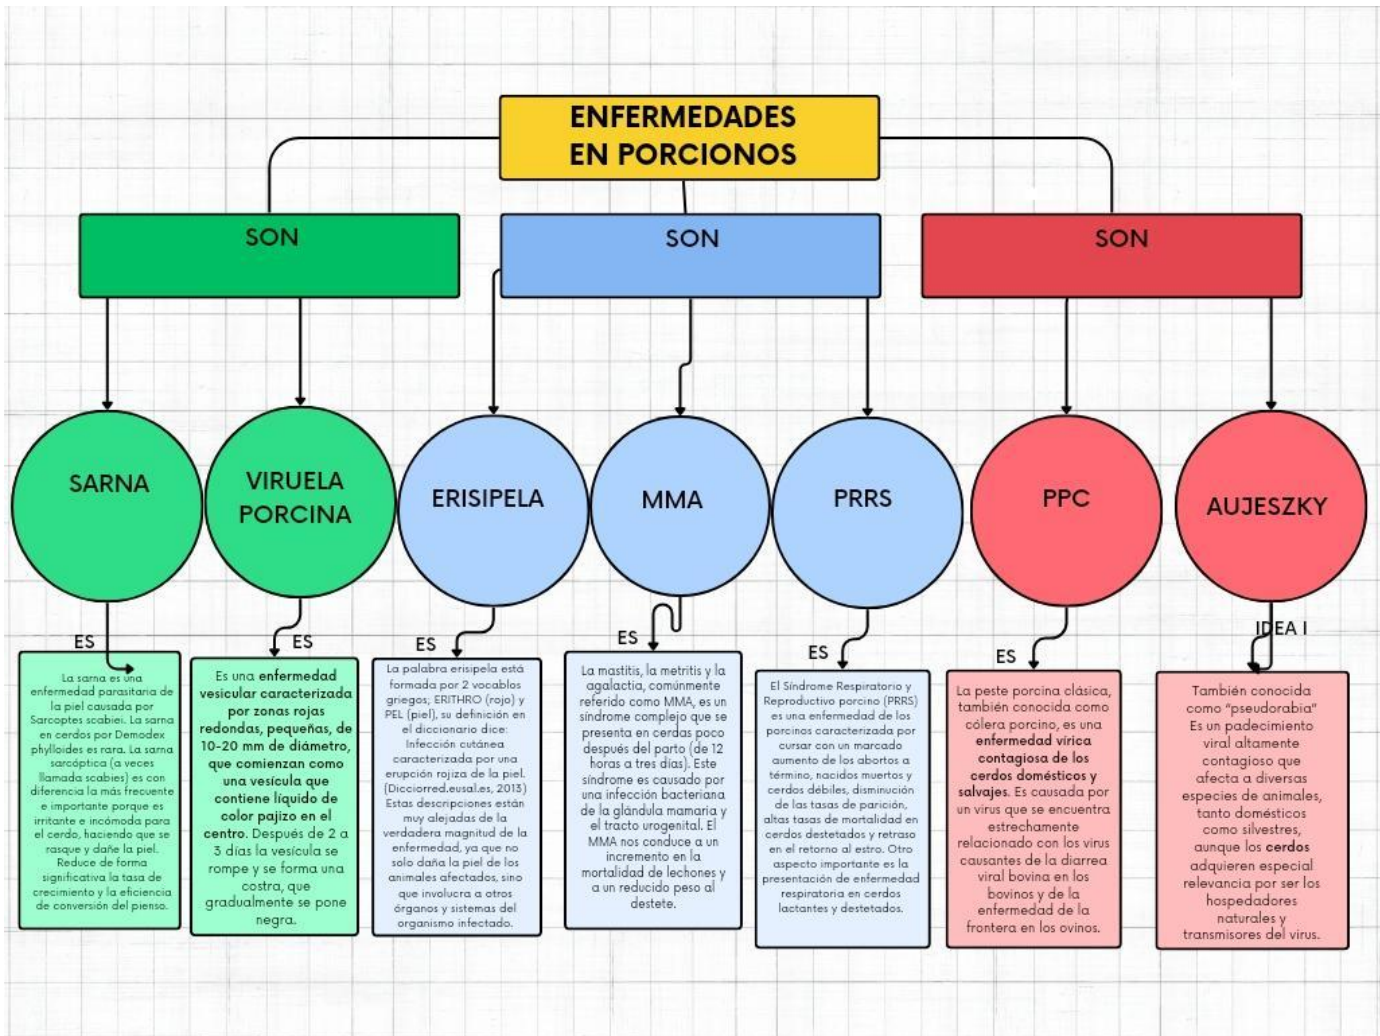 ENFERMEDADES
EN PORCIONOS
SON
SON
SON
SARNA
VIRUELA
PORCINA
ERISIPELA
MMA
PRRS
PPC
AUJESZKY
ES
La sarna es una
enfermedad parasitaria de
la piel causada por
Sarcoptes scabiei. La sarna
en cerdos por Demodex
phylloides es rara. La sarna
sarcóptica (a veces
llamada scabies) es con
diferencia la más frecuente
e importante porque es
irritante e incómoda para
el cerdo, haciendo que se
rasque y dañe la piel.
Reduce de forma
significativa la tasa de
crecimiento y la eficiencia
de conversión del pienso.
ES
Es una enfermedad
vesicular caracterizada
por zonas rojas
redondas, pequeñas, de
10-20 mm de diámetro,
que comienzan como
una vesícula que
contiene líquido de
color pajizo en el
centro. Después de 2 a
3 días la vesícula se
rompe y se forma una
costra, que
gradualmente se pone
negra.
ES
La palabra erisipela está
formada por 2 vocablos
griegos; ERITHRO (rojo) y
PEL (piel), su definición en
el diccionario dice:
Infección cutánea
caracterizada por una
erupción rojiza de la piel.
(Dicciorred.eusal.es, 2013)
Estas descripciones están
muy alejadas de la
verdadera magnitud de la
enfermedad, ya que no
solo daña la piel de los
animales afectados, sino
que involucra a otros
órganos y sistemas del
organismo infectado.
ES
La mastitis, la metritis y la
agalactia, comúnmente
referido como MMA, es un
síndrome complejo que se
presenta en cerdas poco
después del parto (de 12
horas a tres días). Este
síndrome es causado por
una infección bacteriana
de la glándula mamaria y
el tracto urogenital. El
MMA nos conduce a un
incremento en la
mortalidad de lechones y
a un reducido peso al
destete.
ES
El Síndrome Respiratorio y
Reproductivo porcino (PRRS)
es una enfermedad de los
porcinos caracterizada por
cursar con un marcado
aumento de los abortos a
término, nacidos muertos y
cerdos débiles, disminución
de las tasas de parición,
altas tasas de mortalidad en
cerdos destetados y retraso
en el retorno al estro. Otro
aspecto importante es la
presentación de enfermedad
respiratoria en cerdos
lactantes y destetados.
ES
La peste porcina clásica,
también conocida como
cólera porcino, es una
enfermedad vírica
contagiosa de los
cerdos domésticos y
salvajes. Es causada por
un virus que se encuentra
estrechamente
relacionado con los virus
causantes de la diarrea
viral bovina en los
bovinos y de la
enfermedad de la
frontera en los ovinos.
IDEA I
También conocida
como "pseudorabia"
Es un padecimiento
viral altamente
contagioso que
afecta a diversas
especies de animales,
tanto domésticos
como silvestres,
aunque los cerdos
adquieren especial
relevancia por ser los
hospedadores
naturales y
transmisores del virus.